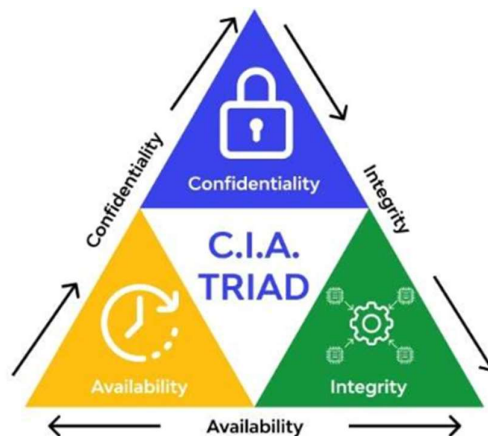 Confidentiality
Confidentiality
Integrity
C.I.A.
TRIAD
Availability
Integrity
Availability